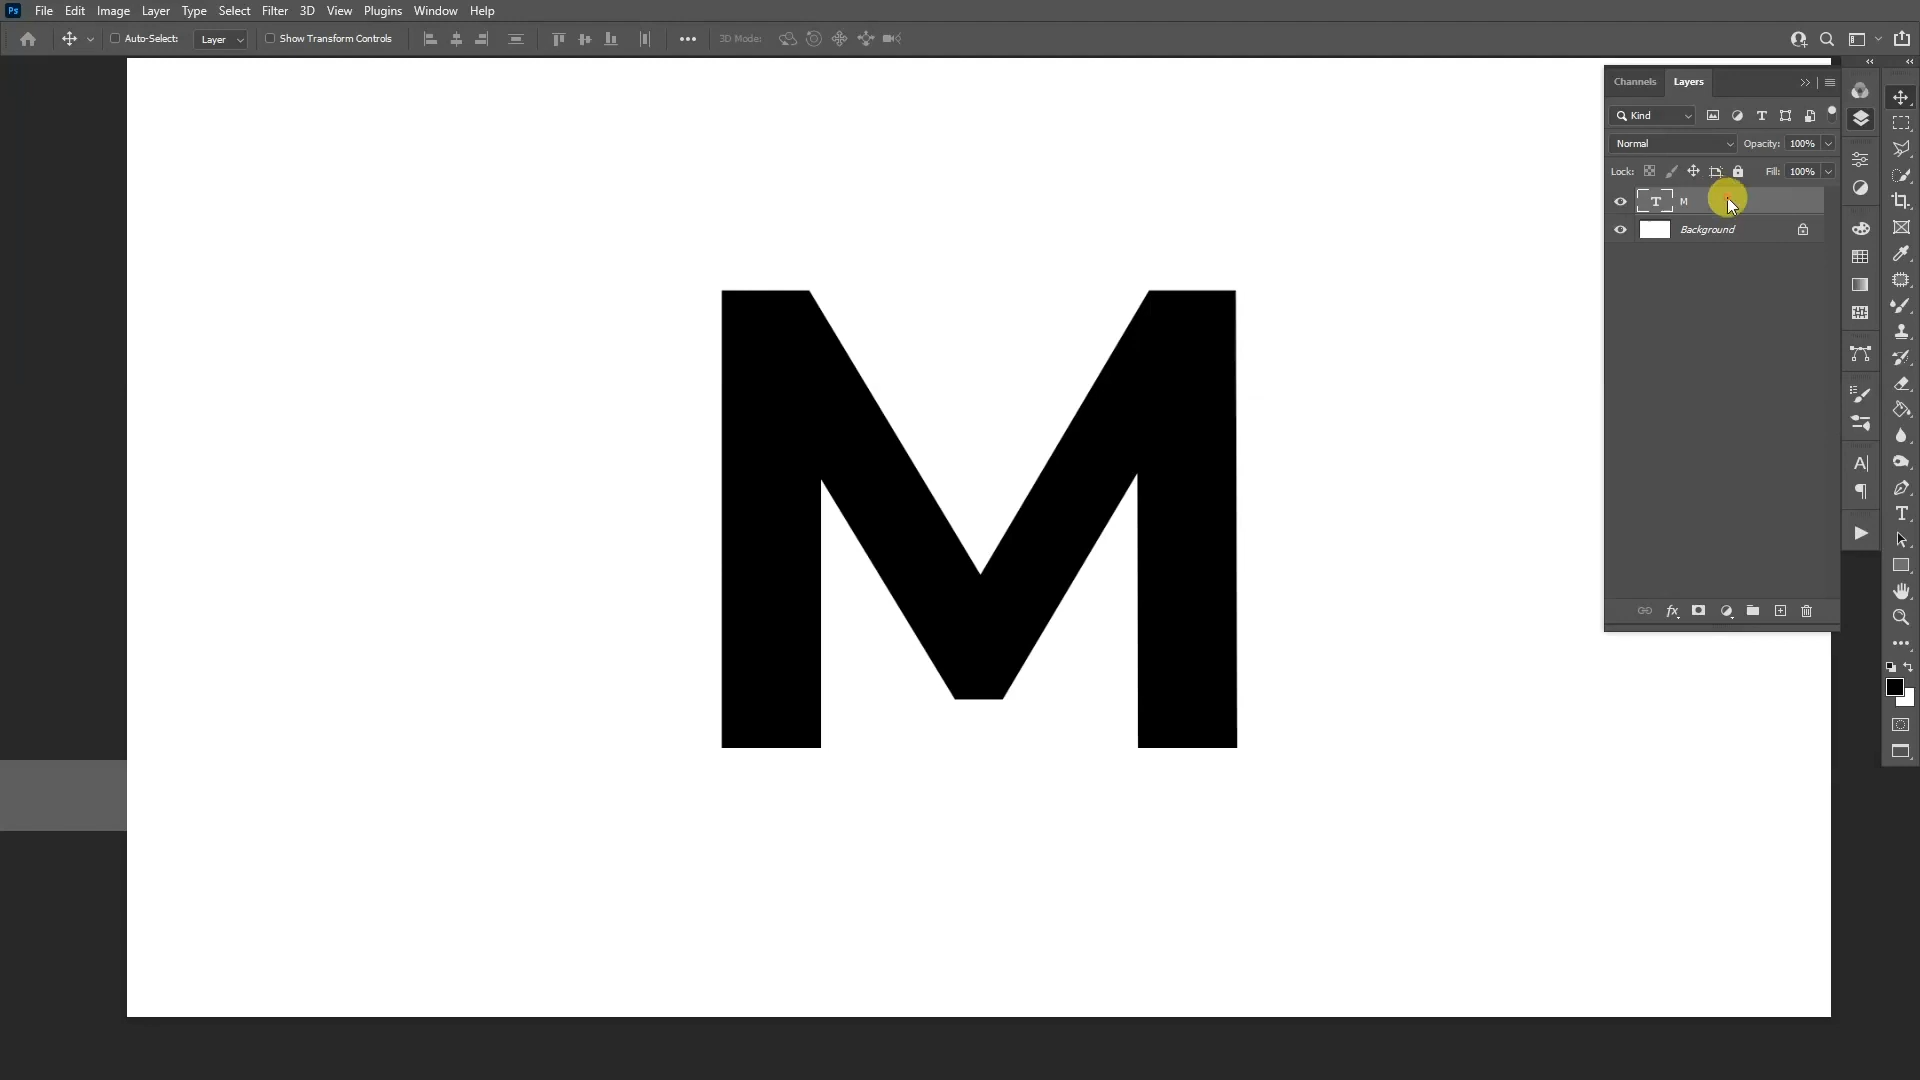 Ps File Edit Image Layer Type Select Filter 3D View Plugins Window Help
Auto-Select: Layer Show Transform Controls 3D Mode:
Channels Layers
Kind
Normal Opacity: 100%
Lock: Fill: 100%
T M
Background
M
fx